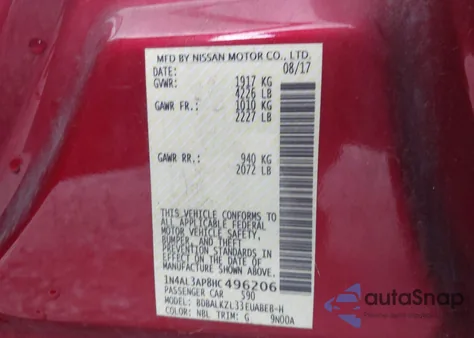 MFD BY NISSAN MOTOR CO., LTD.
DATE: 08/17
GVWR: 1917 KG
4226 LB
GAWR FR.: 1010 KG
2227 LB
GAWR RR.: 940 KG
2072 LB
THIS VEHICLE CONFORMS TO
ALL APPLICABLE FEDERAL
MOTOR VEHICLE SAFETY,
BUMPER, AND THEFT
PREVENTION STANDARDS IN
EFFECT ON THE DATE OF
MANUFACTURE SHOWN ABOVE.
1N4AL3AP8HC496206
PASSENGER CAR S90
MODEL: BDBALKZL33EUABEB-H
COLOR: NBL TRIM: G 9N00A
autoSnap